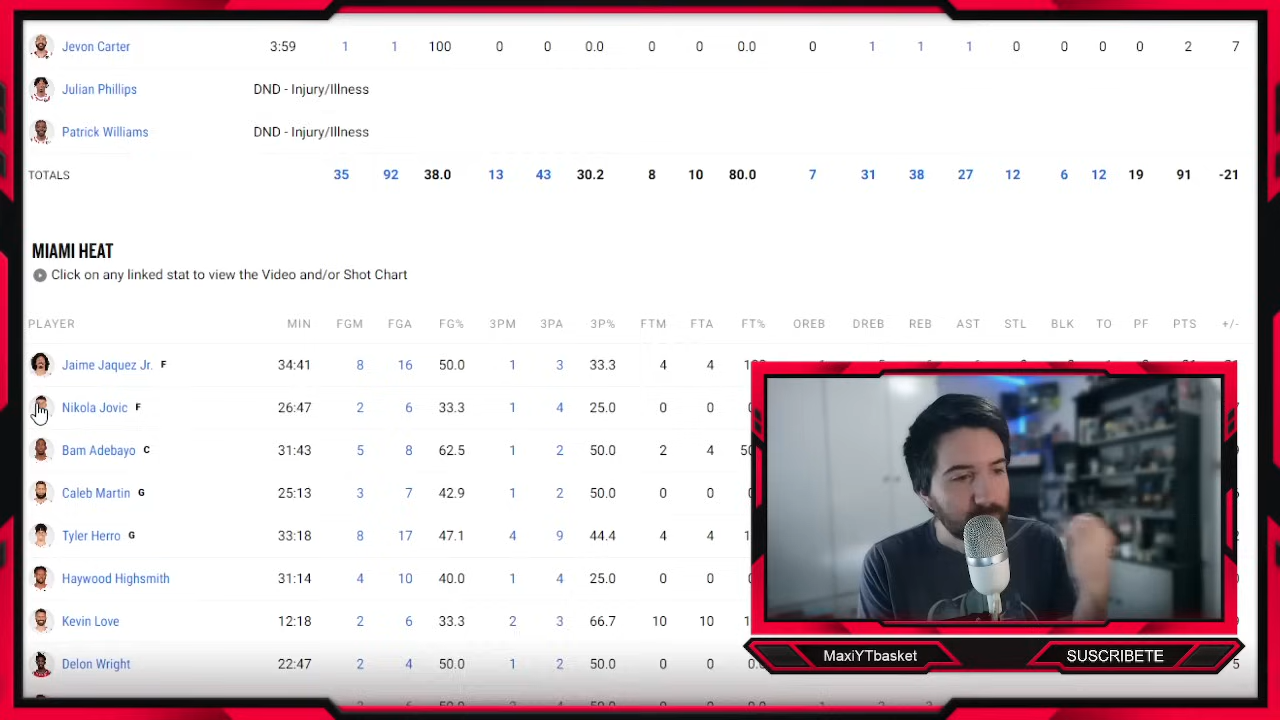 Jevon Carter 3:59 1 1 100 0 0 0.0 0 0 0.0 0 1 1 1 0 0 0 0 2 7
Julian Phillips DND - Injury/Illness
Patrick Williams DND - Injury/Illness
TOTALS 35 92 38.0 13 43 30.2 8 10 80.0 7 31 38 27 12 6 12 19 91 -21
MIAMI HEAT
Click on any linked stat to view the Video and/or Shot Chart
PLAYER MIN FGM FGA FG% 3PM 3PA 3P% FTM FTA FT% OREB DREB REB AST STL BLK TO PF PTS +/-
Jaime Jaquez Jr. F 34:41 8 16 50.0 1 3 33.3 4 4
Nikola Jovic F 26:47 2 6 33.3 1 4 25.0 0 0
Bam Adebayo C 31:43 5 8 62.5 1 2 50.0 2 4
Caleb Martin G 25:13 3 7 42.9 1 2 50.0 0 0
Tyler Herro G 33:18 8 17 47.1 4 9 44.4 4 4
Haywood Highsmith 31:14 4 10 40.0 1 4 25.0 0 0
Kevin Love 12:18 2 6 33.3 2 3 66.7 10 10
Delon Wright 22:47 2 4 50.0 1 2 50.0 0 0 5
MaxiYTbasket
SUSCRIBETE